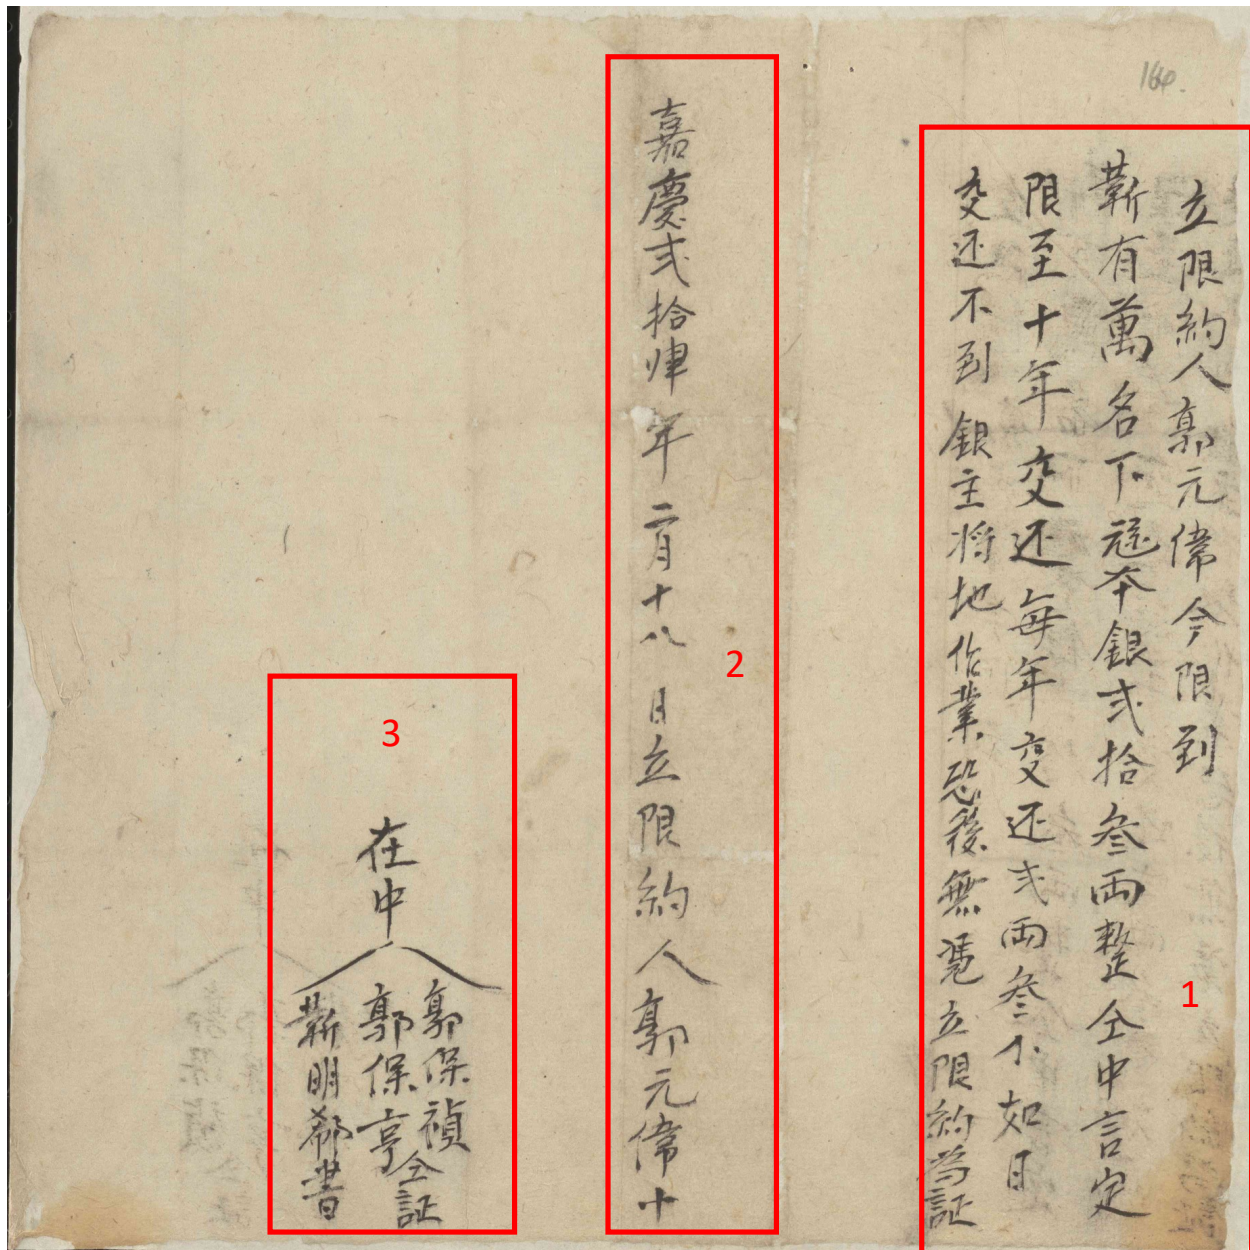 164.
立限約人郭元偉今限到
靳有萬名下冦本銀弍拾叁兩整仝中言定
限至十年交还每年交还弍兩叁个如日
交还不到銀主將地作業恐後無憑立限約為証
1
嘉慶弍拾肆年二月十八日立限約人郭元偉十
2
3
在中
郭保禎
郭保亨仝証
靳明郗書